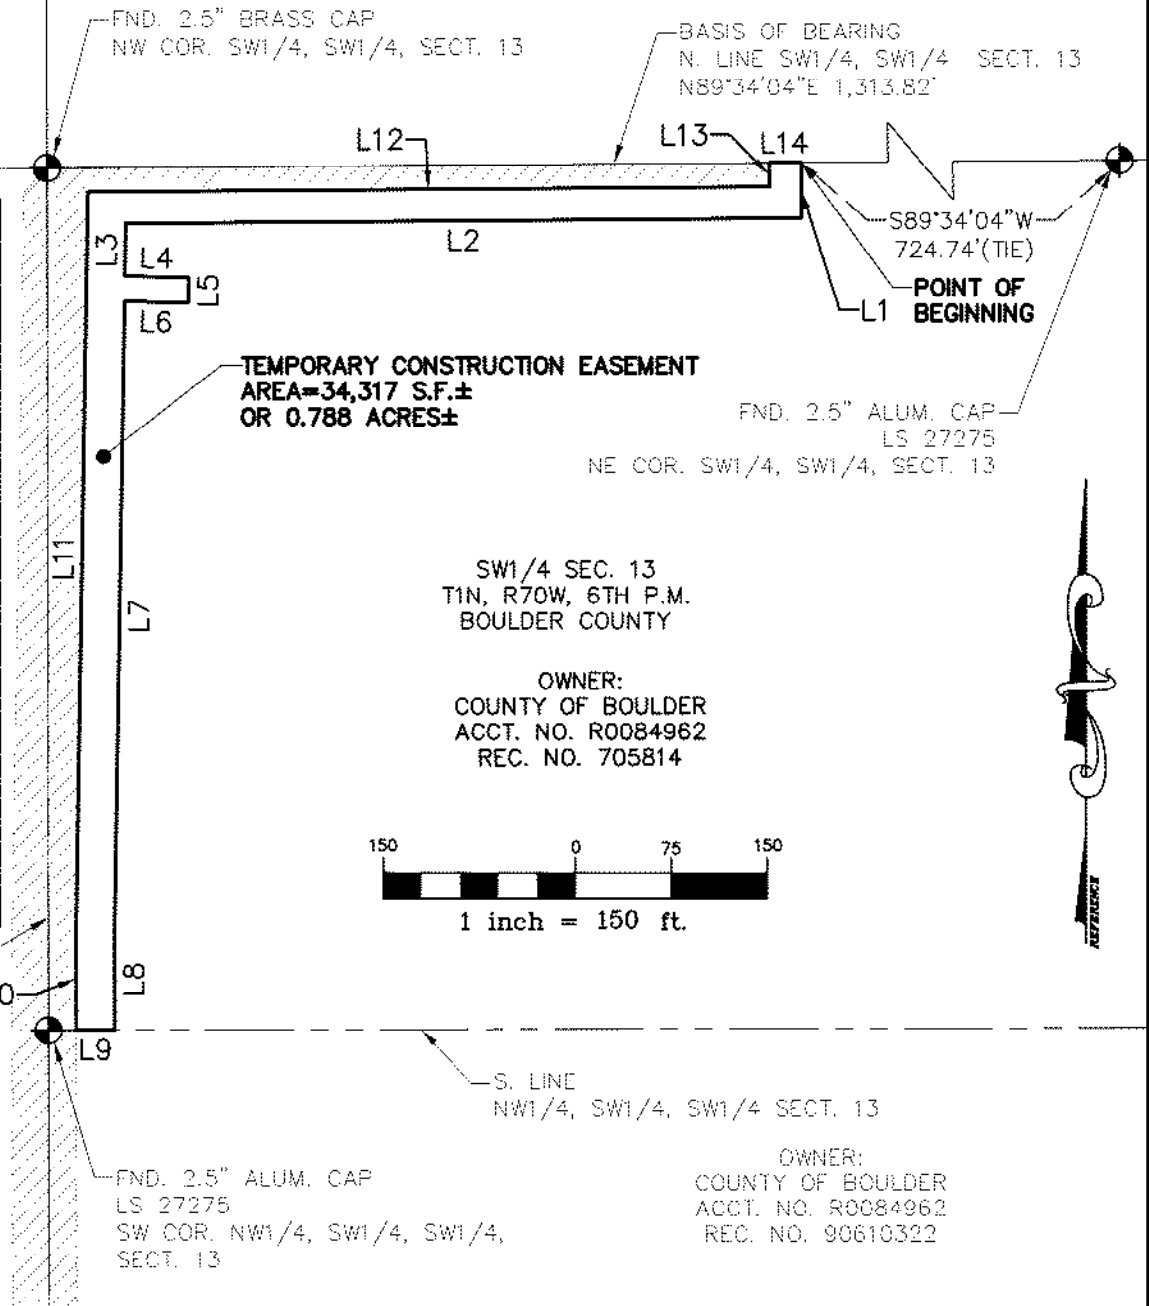 FND. 2.5" BRASS CAP
NW COR. SW1/4, SW1/4, SECT. 13
BASIS OF BEARING
N. LINE SW1/4, SW1/4 SECT. 13
N89°34'04"E 1,313.82'
L12
L13
L14
S89°34'04"W
724.74'(TIE)
L2
L3
L4
L5
L6
L1
POINT OF
BEGINNING
TEMPORARY CONSTRUCTION EASEMENT
AREA=34,317 S.F.±
OR 0.788 ACRES±
FND. 2.5" ALUM. CAP
LS 27275
NE COR. SW1/4, SW1/4, SECT. 13
L11
L7
SW1/4 SEC. 13
T1N, R70W, 6TH P.M.
BOULDER COUNTY
OWNER:
COUNTY OF BOULDER
ACCT. NO. R0084962
REC. NO. 705814
150 0 75 150
1 inch = 150 ft.
REFERENCE
L8
0
L9
S. LINE
NW1/4, SW1/4, SW1/4 SECT. 13
FND. 2.5" ALUM. CAP
LS 27275
SW COR. NW1/4, SW1/4, SW1/4,
SECT. 13
OWNER:
COUNTY OF BOULDER
ACCT. NO. R0084962
REC. NO. 90610322